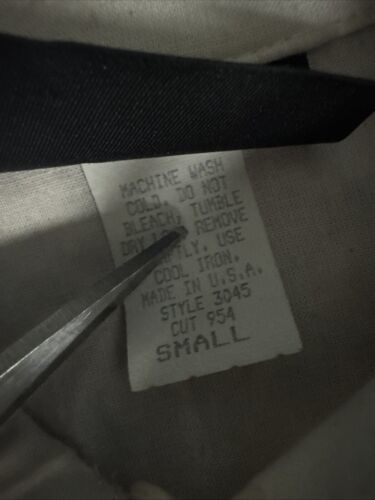 MACHINE WASH
COLD. DO NOT
BLEACH, TUMBLE
DRY REMOVE
USE
COOL IRON.
MADE IN U.S.A.
STYLE 3045
CUT 954
SMALL